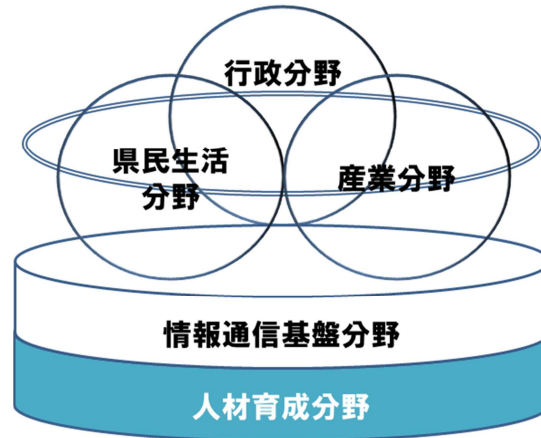 行政分野
県民生活
分野
産業分野
情報通信基盤分野
人材育成分野